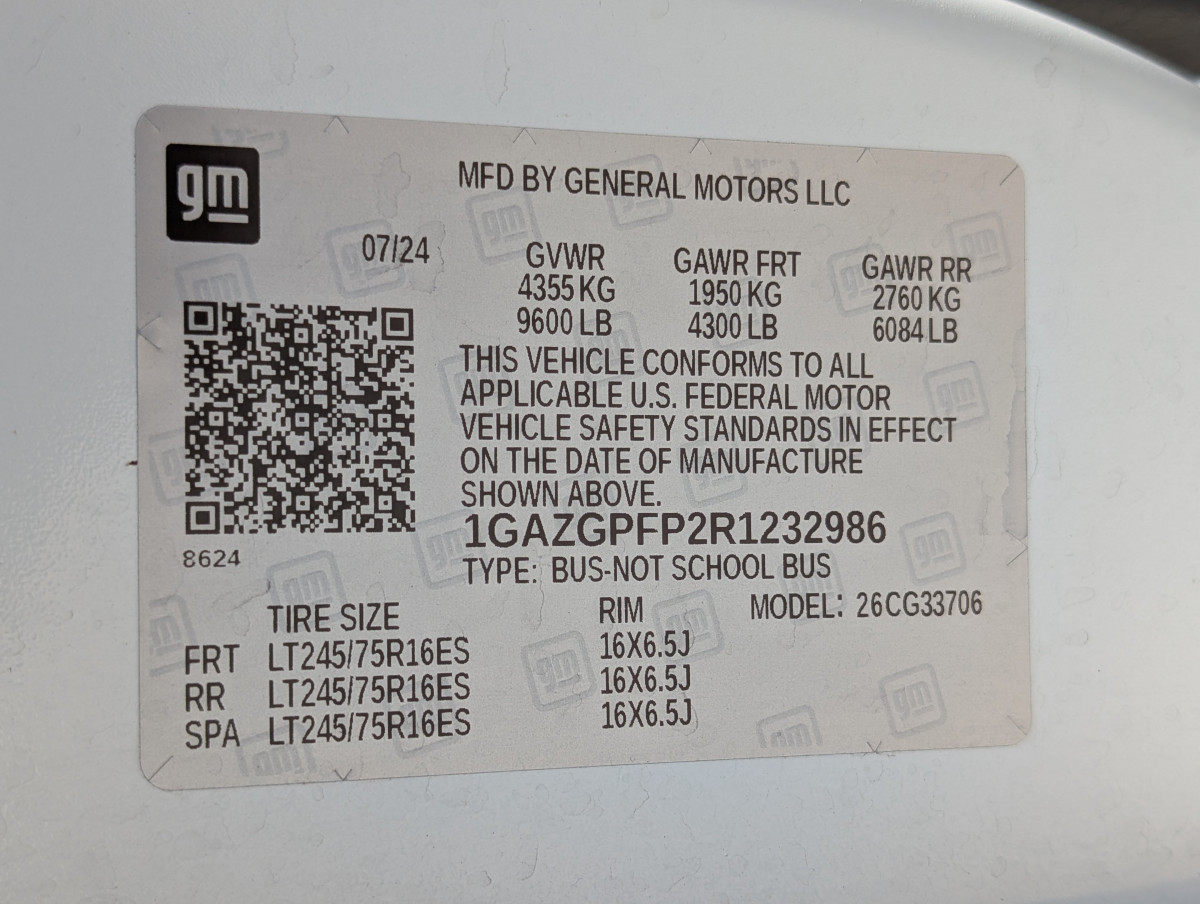 gm
MFD BY GENERAL MOTORS LLC
07/24
GVWR GAWR FRT GAWR RR
4355 KG 1950 KG 2760 KG
9600 LB 4300 LB 6084 LB
THIS VEHICLE CONFORMS TO ALL
APPLICABLE U.S. FEDERAL MOTOR
VEHICLE SAFETY STANDARDS IN EFFECT
ON THE DATE OF MANUFACTURE
SHOWN ABOVE.
1GAZGPFP2R1232986
8624
TYPE: BUS-NOT SCHOOL BUS
TIRE SIZE RIM MODEL: 26CG33706
FRT LT245/75R16ES 16X6.5J
RR LT245/75R16ES 16X6.5J
SPA LT245/75R16ES 16X6.5J